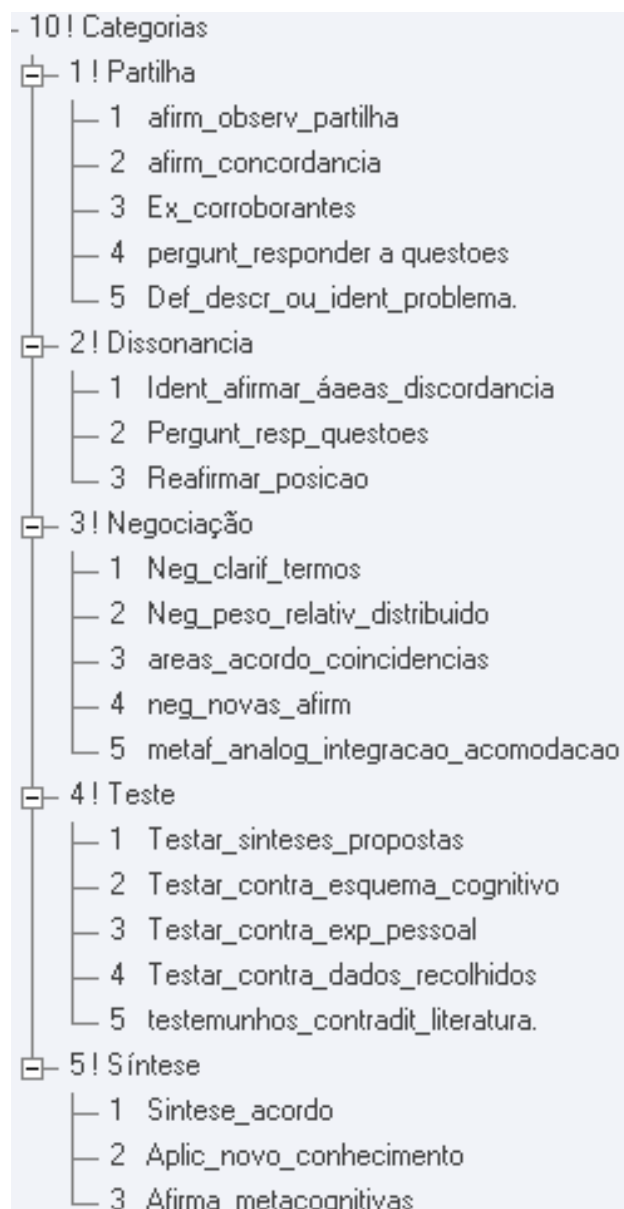 10! Categorias
1! Partilha
1 afirm_observ_partilha
2 afirm_concordancia
3 Ex_corroborantes
4 pergunt_responder a questoes
5 Def_descr_ou_ident_problema.
2! Dissonancia
1 Ident_afirmar_áaeas_discordancia
2 Pergunt_resp_questoes
3 Reafirmar_posicao
3! Negociação
1 Neg_clarif_termos
2 Neg_peso_relativ_distribuido
3 areas_acordo_coincidencias
4 neg_novas_afirm
5 metaf_analog_integracao_acomodacao
4! Teste
1 Testar_sinteses_propostas
2 Testar_contra_esquema_cognitivo
3 Testar_contra_exp_pessoal
4 Testar_contra_dados_recolhidos
5 testemunhos_contradit_literatura.
5! Síntese
1 Sintese_acordo
2 Aplic_novo_conhecimento
3 Afirma_metacognitivas